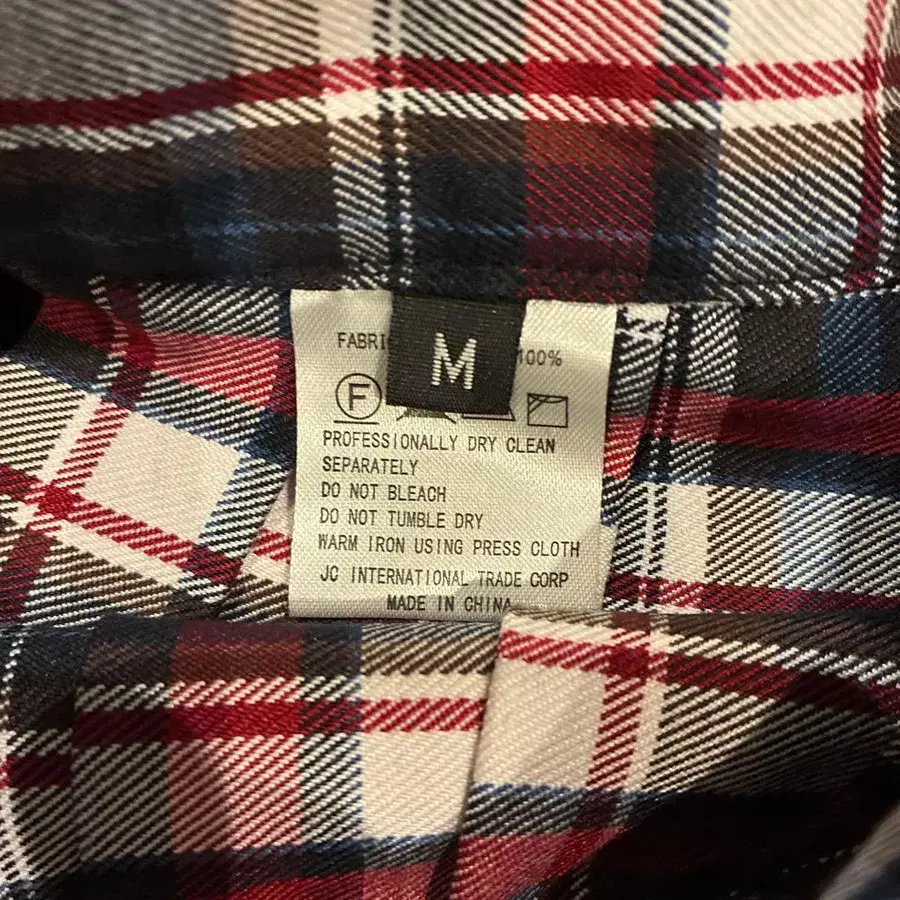 M
100%
F
PROFESSIONALLY DRY CLEAN
SEPARATELY
DO NOT BLEACH
DO NOT TUMBLE DRY
WARM IRON USING PRESS CLOTH
JC INTERNATIONAL TRADE CORP
MADE IN CHINA